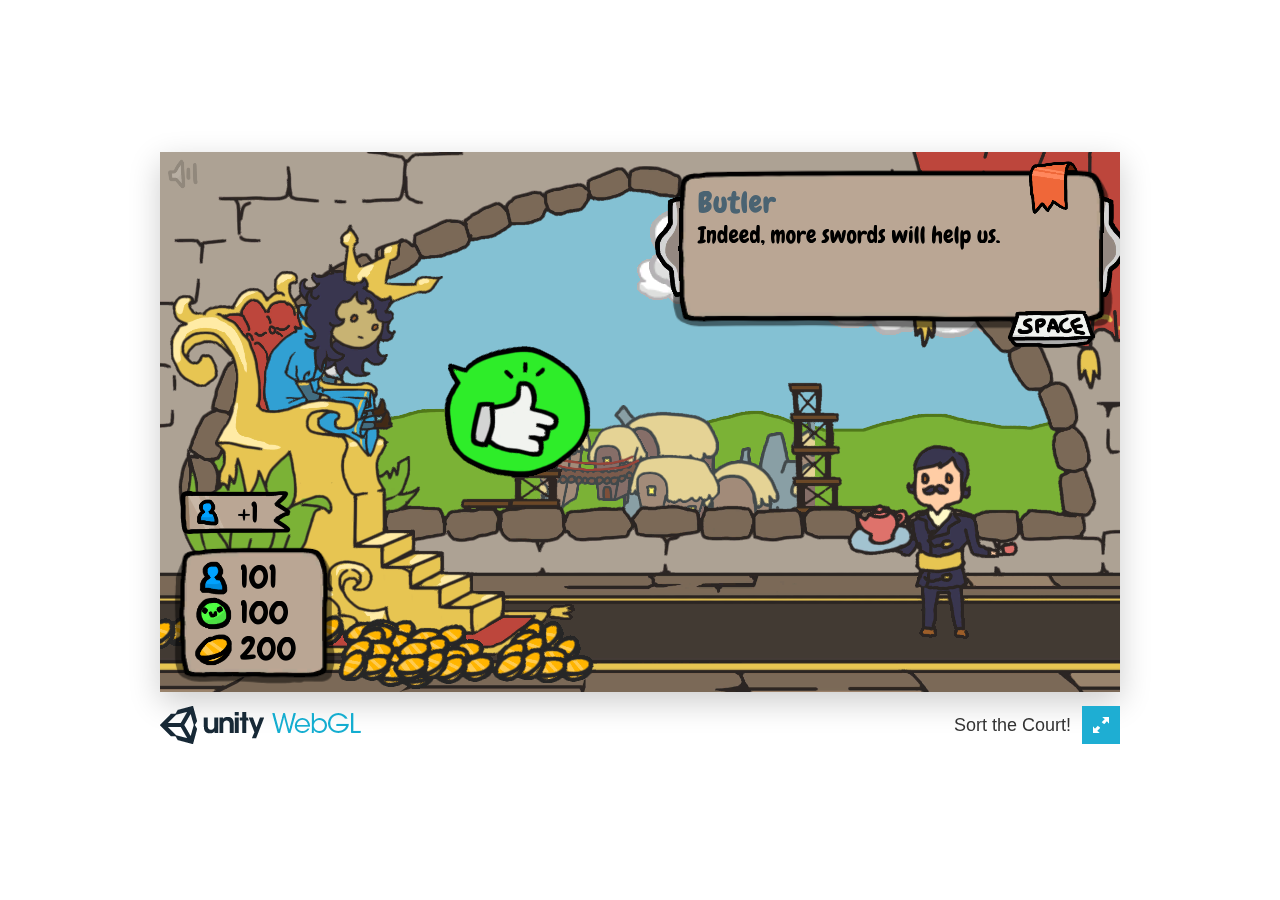 Butler
Indeed, more swords will help us.
SPACE
+1
101
100
200
unity WebGL
Sort the Court!